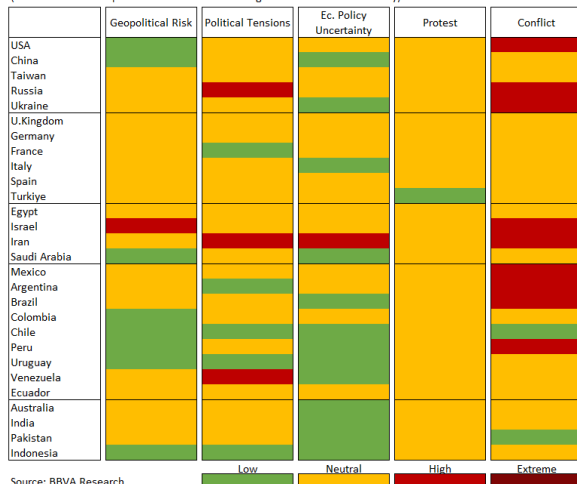 Geopolitical Risk Political Tensions Ec. Policy Uncertainty Protest Conflict
USA
China
Taiwan
Russia
Ukraine
U.Kingdom
Germany
France
Italy
Spain
Turkiye
Egypt
Israel
Iran
Saudi Arabia
Mexico
Argentina
Brazil
Colombia
Chile
Peru
Uruguay
Venezuela
Ecuador
Australia
India
Pakistan
Indonesia
Low Neutral High Extreme
Source: BBVA Research